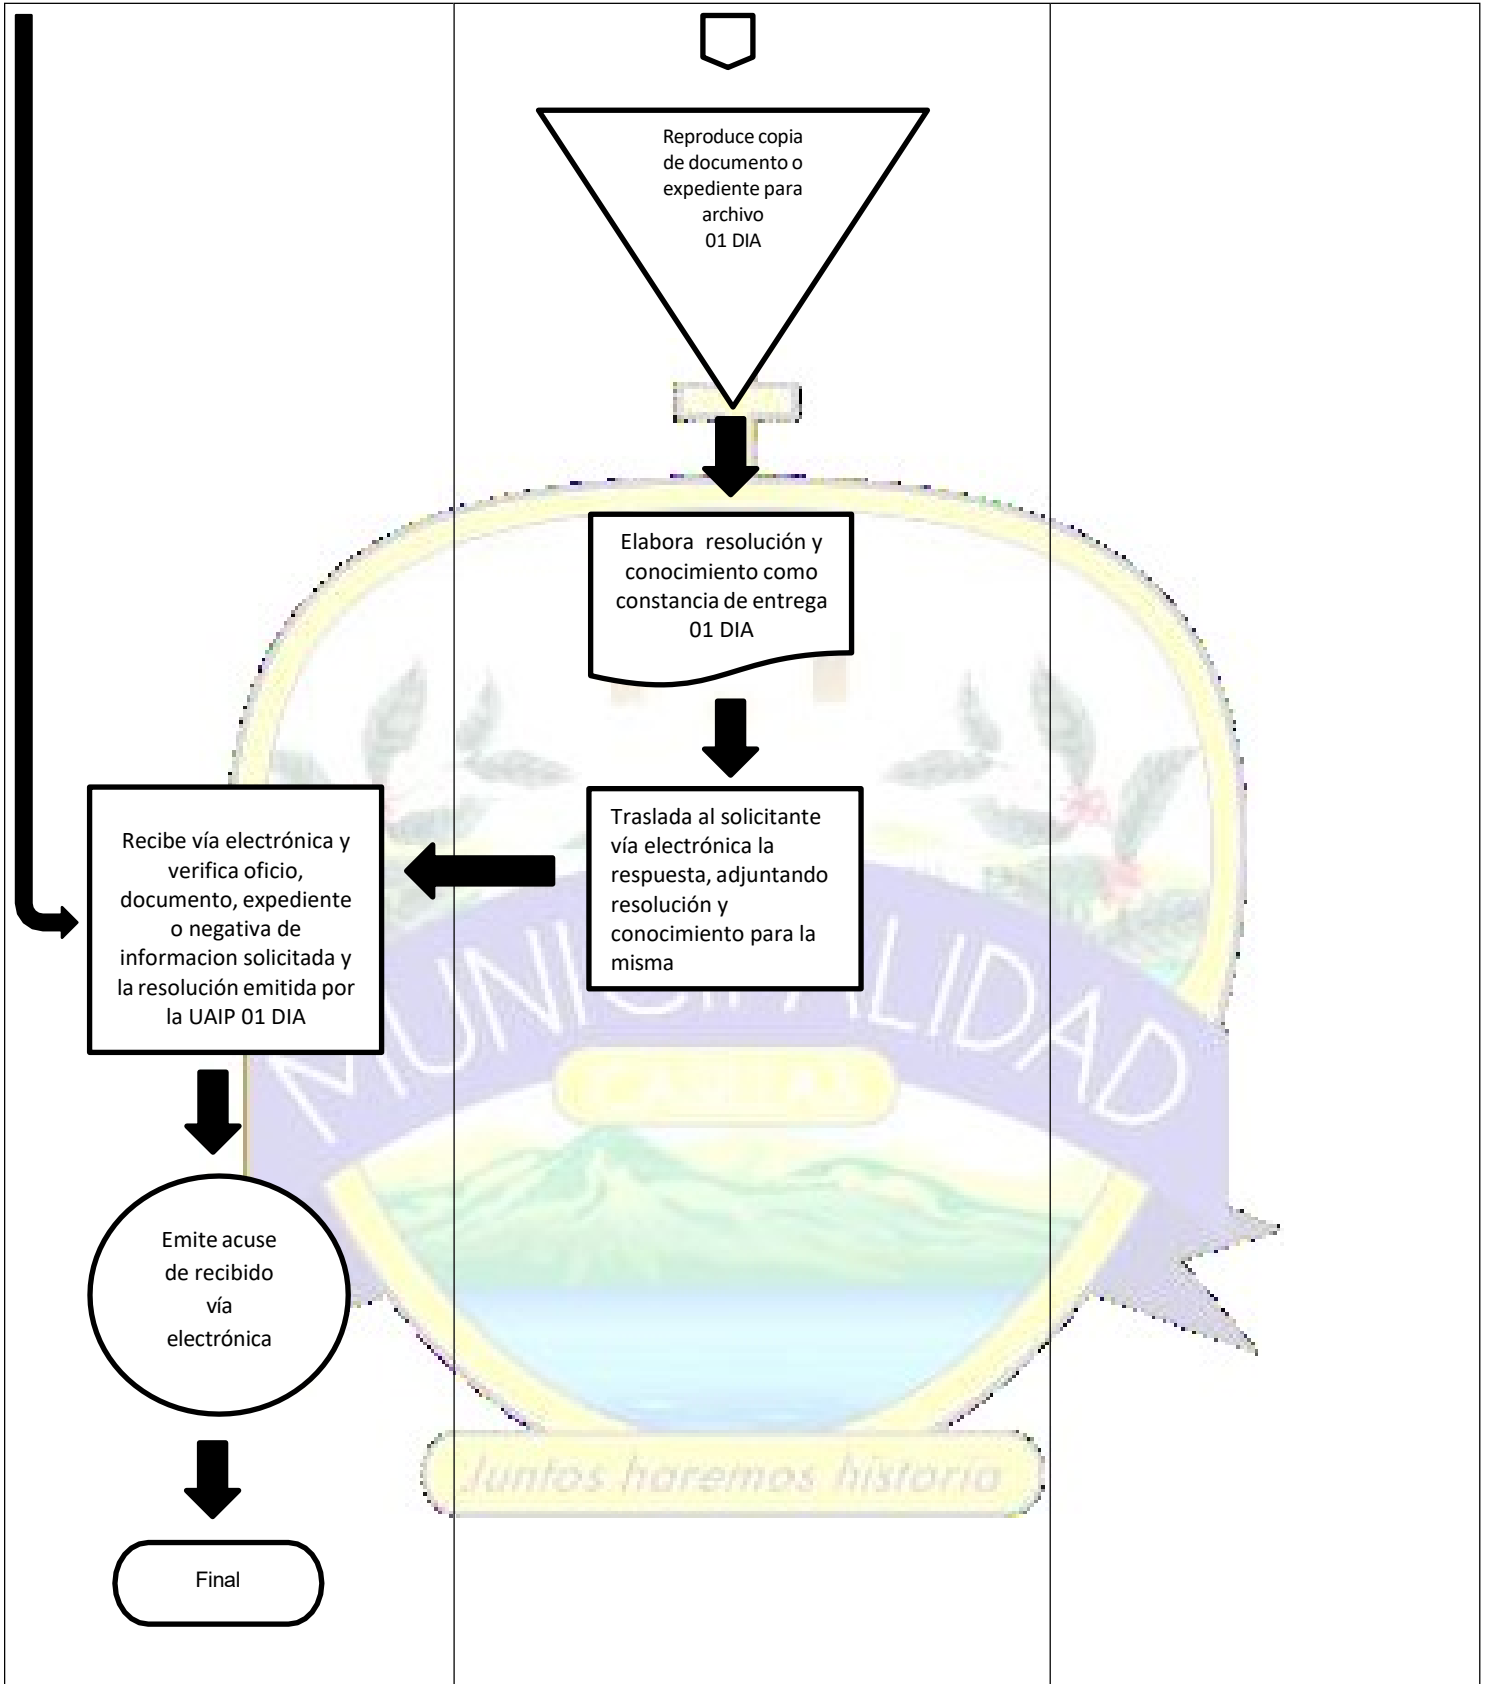 Reproduce copia
de documento o
expediente para
archivo
01 DIA
Elabora resolución y
conocimiento como
constancia de entrega
01 DIA
Traslada al solicitante
vía electrónica la
respuesta, adjuntando
resolución y
conocimiento para la
misma
Recibe vía electrónica y
verifica oficio,
documento, expediente
o negativa de
informacion solicitada y
la resolución emitida por
la UAIP 01 DIA
Emite acuse
de recibido
vía
electrónica
Final
MUNICIPALIDAD
Juntos haremos historia